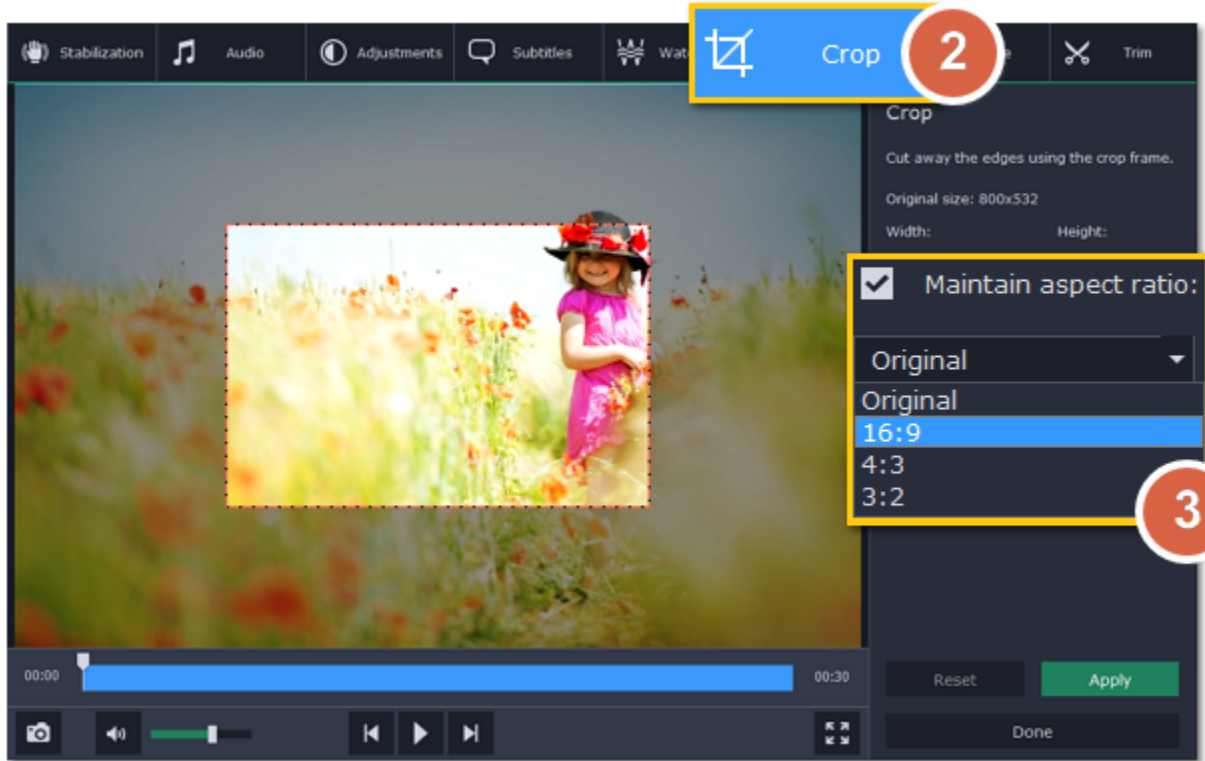 Stabilization
Audio
Adjustments
Subtitles
Wat
Crop
2
e
Trim
Crop
Cut away the edges using the crop frame.
Original size: 800x532
Width: Height:
Maintain aspect ratio:
Original
Original
16:9
4:3
3:2
3
00:00
00:30
Reset
Apply
Done